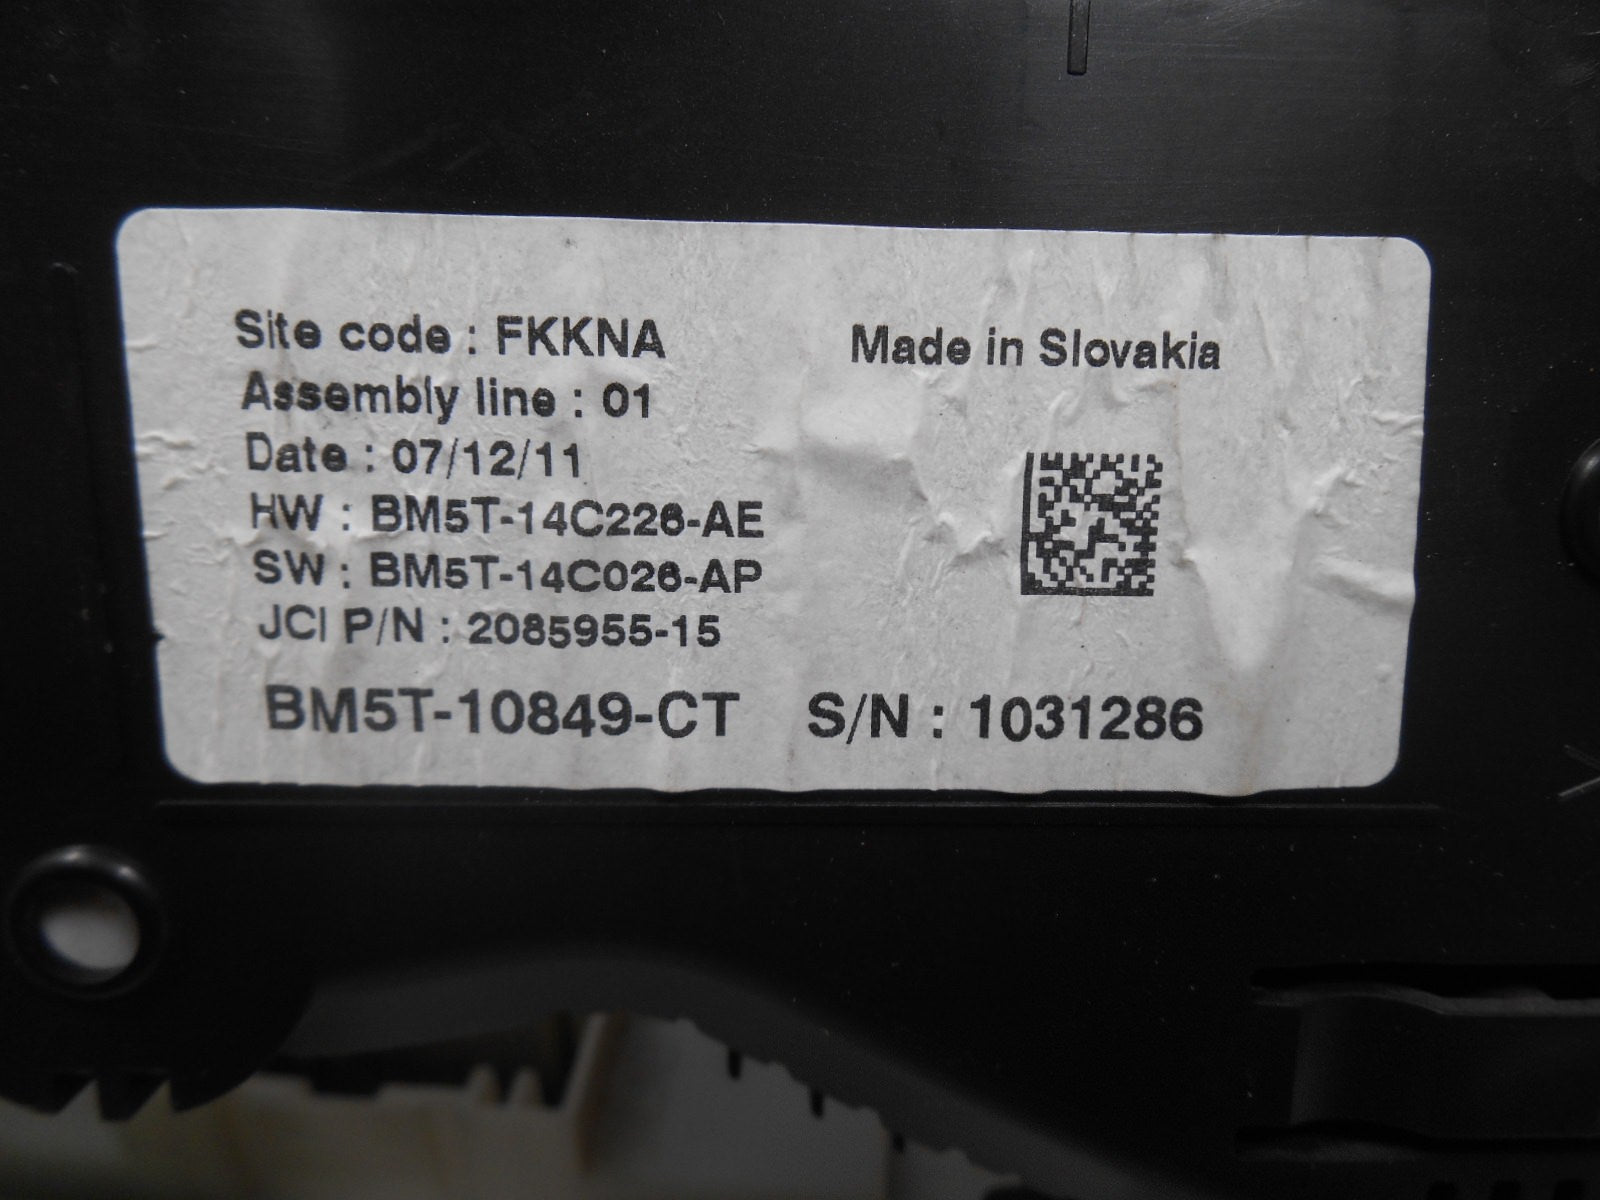 Site code : FKKNA
Made in Slovakia
Assembly line : 01
Date : 07/12/11
HW : BM5T-14C226-AE
SW : BM5T-14C026-AP
JCI P/N : 2085955-15
BM5T-10849-CT S/N : 1031286